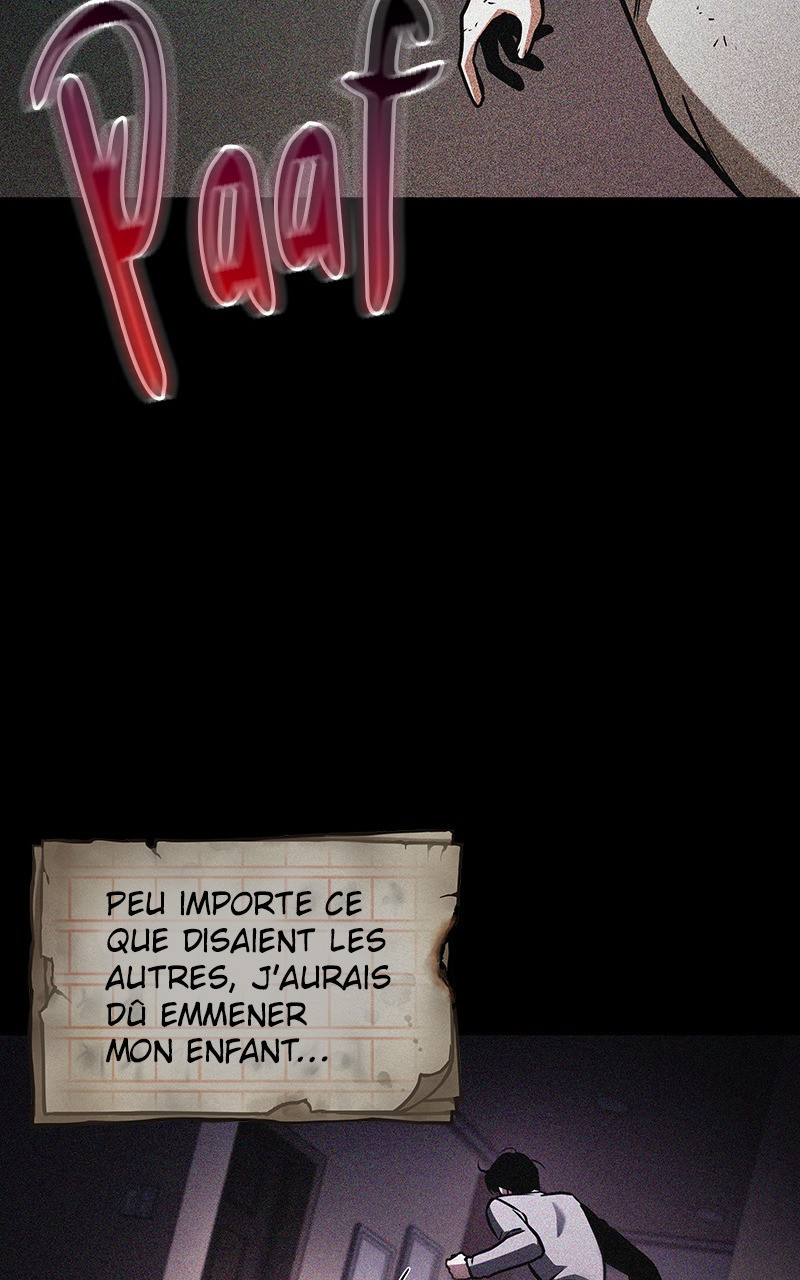 Paaf
PEU IMPORTE CE
QUE DISAIENT LES
AUTRES, J'AURAIS
DÛ EMMENER
MON ENFANT...